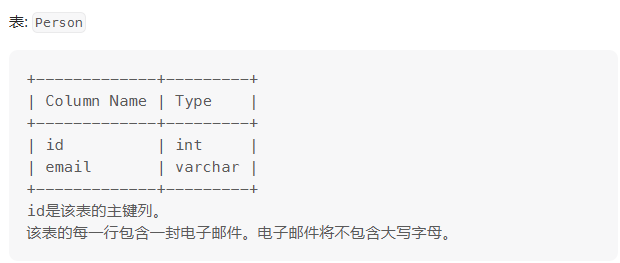 表: Person
+-------------+---------+
| Column Name | Type    |
+-------------+---------+
| id          | int     |
| email       | varchar |
+-------------+---------+
id是该表的主键列。
该表的每一行包含一封电子邮件。电子邮件将不包含大写字母。